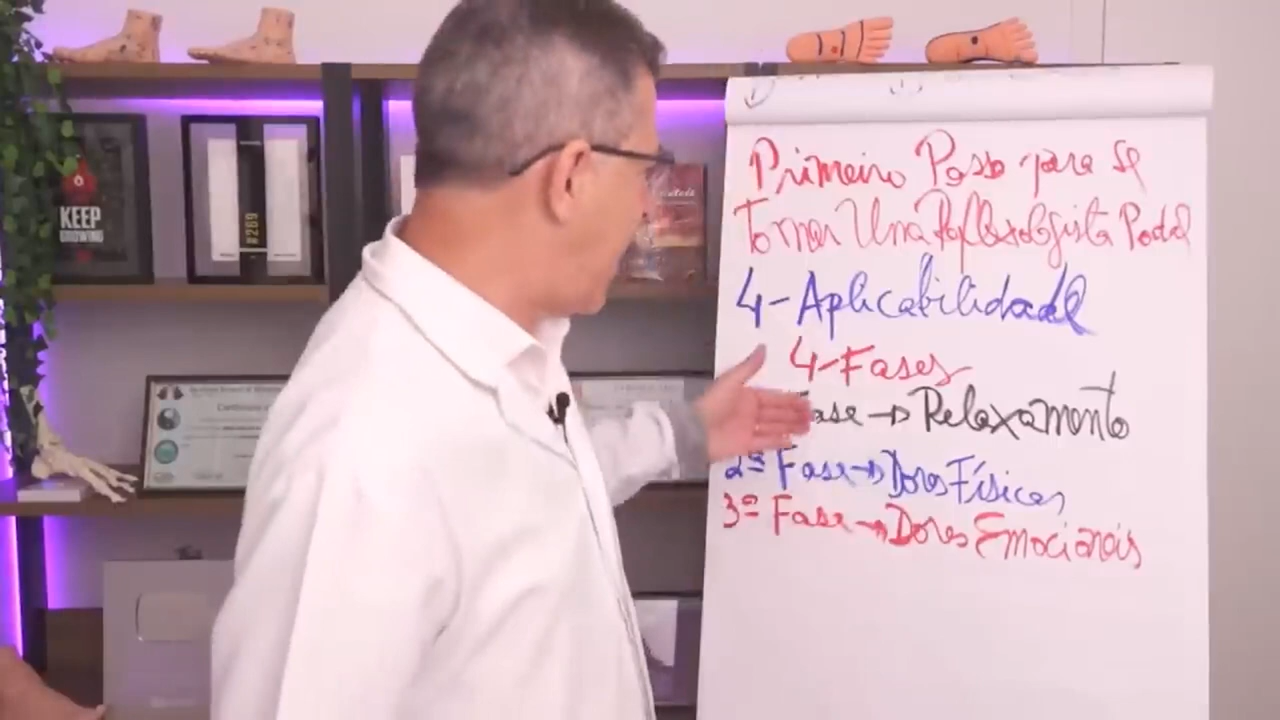 KEEP
GROWING
#269
Primeiro Passo para se
Tornar Uma Reflexologista Podal
4-Aplicabilidade
4-Fases
Fase → Relaxamento
2ª Fase → Dores Físicas
3ª Fase → Dores Emocionais